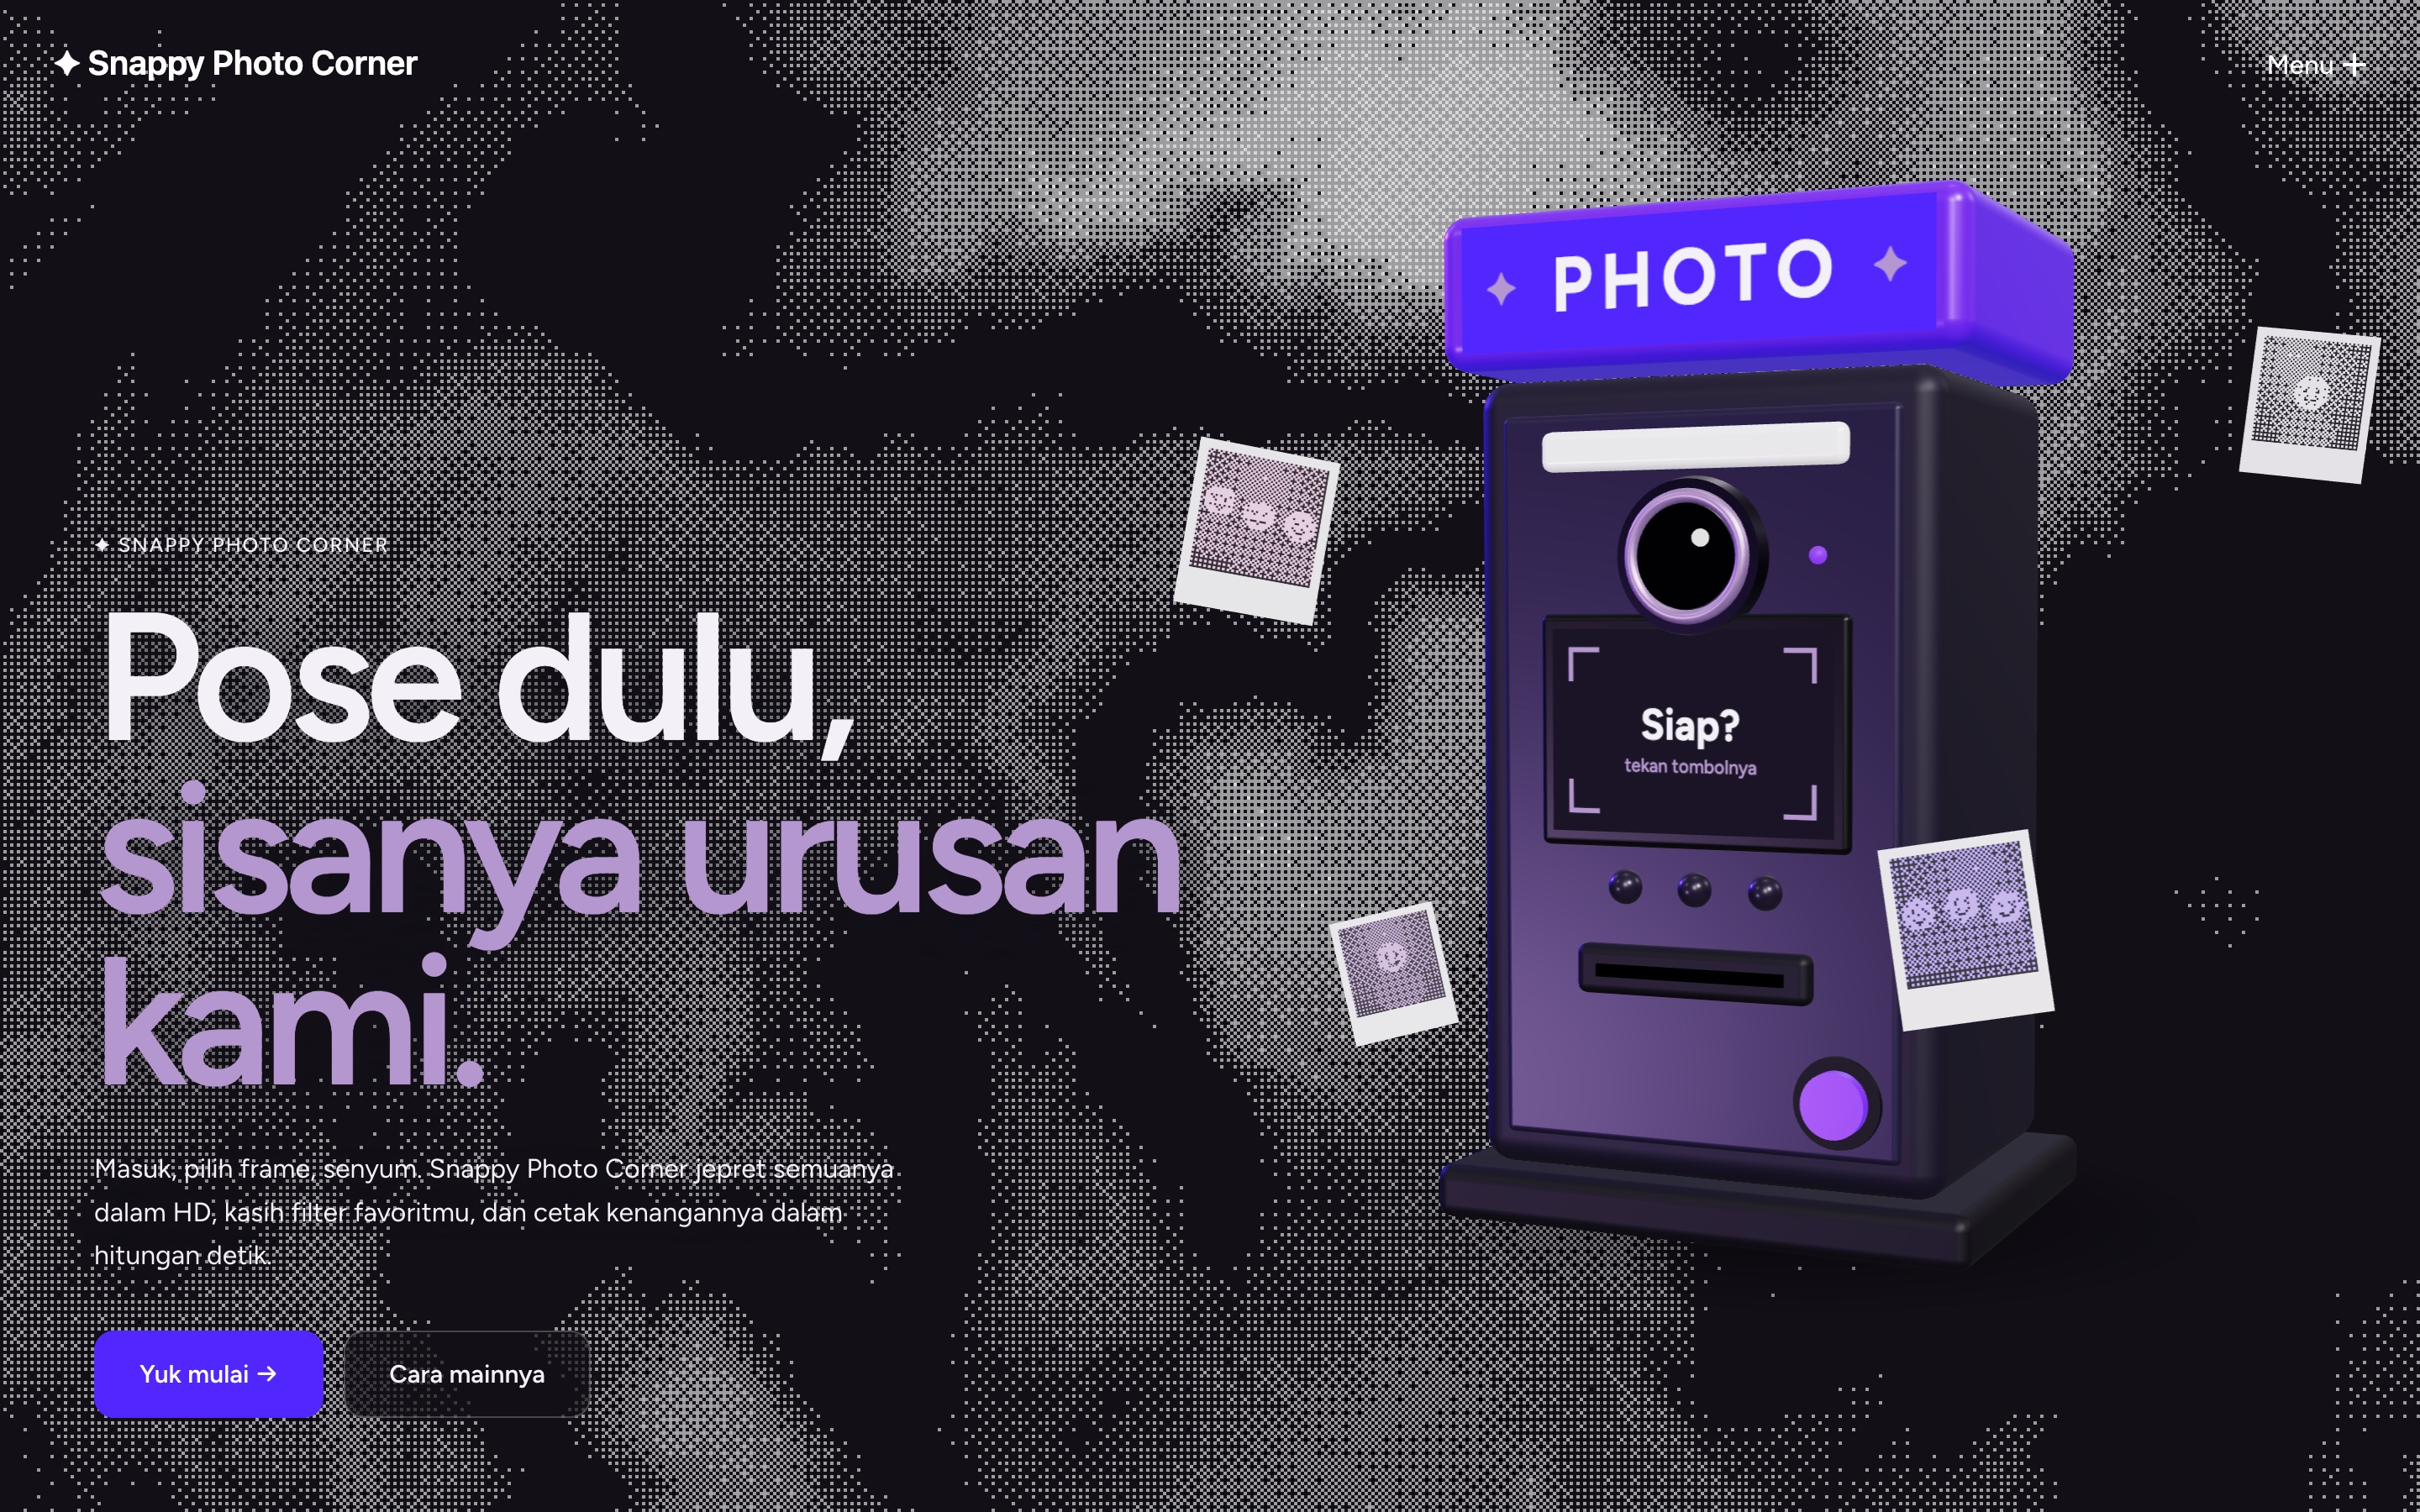 Snappy Photo Corner
Menu +
PHOTO
SNAPPY PHOTO CORNER
Pose dulu,
sisanya urusan
kami.
Siap?
tekan tombolnya
Masuk, pilih frame, senyum. Snappy Photo Corner jepret semuanya
dalam HD, kasih filter favoritmu, dan cetak kenangannya dalam
hitungan detik.
Yuk mulai →
Cara mainnya